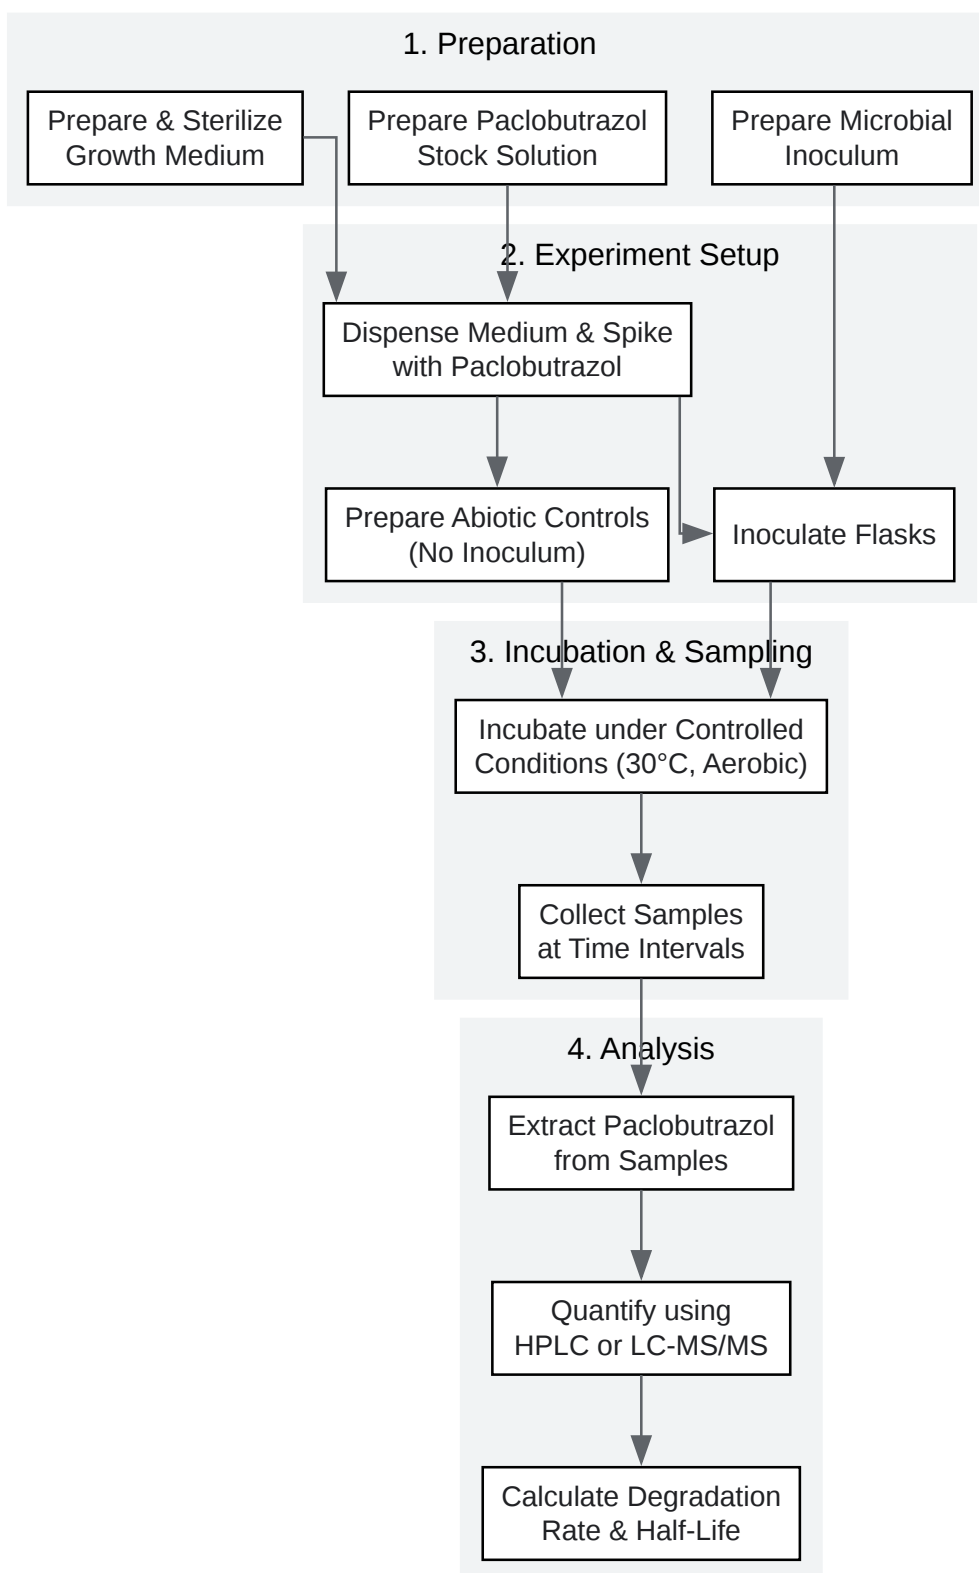 1. Preparation
Prepare & Sterilize
Growth Medium
Prepare Paclobutrazol
Stock Solution
Prepare Microbial
Inoculum
2. Experiment Setup
Dispense Medium & Spike
with Paclobutrazol
Prepare Abiotic Controls
(No Inoculum)
Inoculate Flasks
3. Incubation & Sampling
Incubate under Controlled
Conditions (30°C, Aerobic)
Collect Samples
at Time Intervals
4. Analysis
Extract Paclobutrazol
from Samples
Quantify using
HPLC or LC-MS/MS
Calculate Degradation
Rate & Half-Life